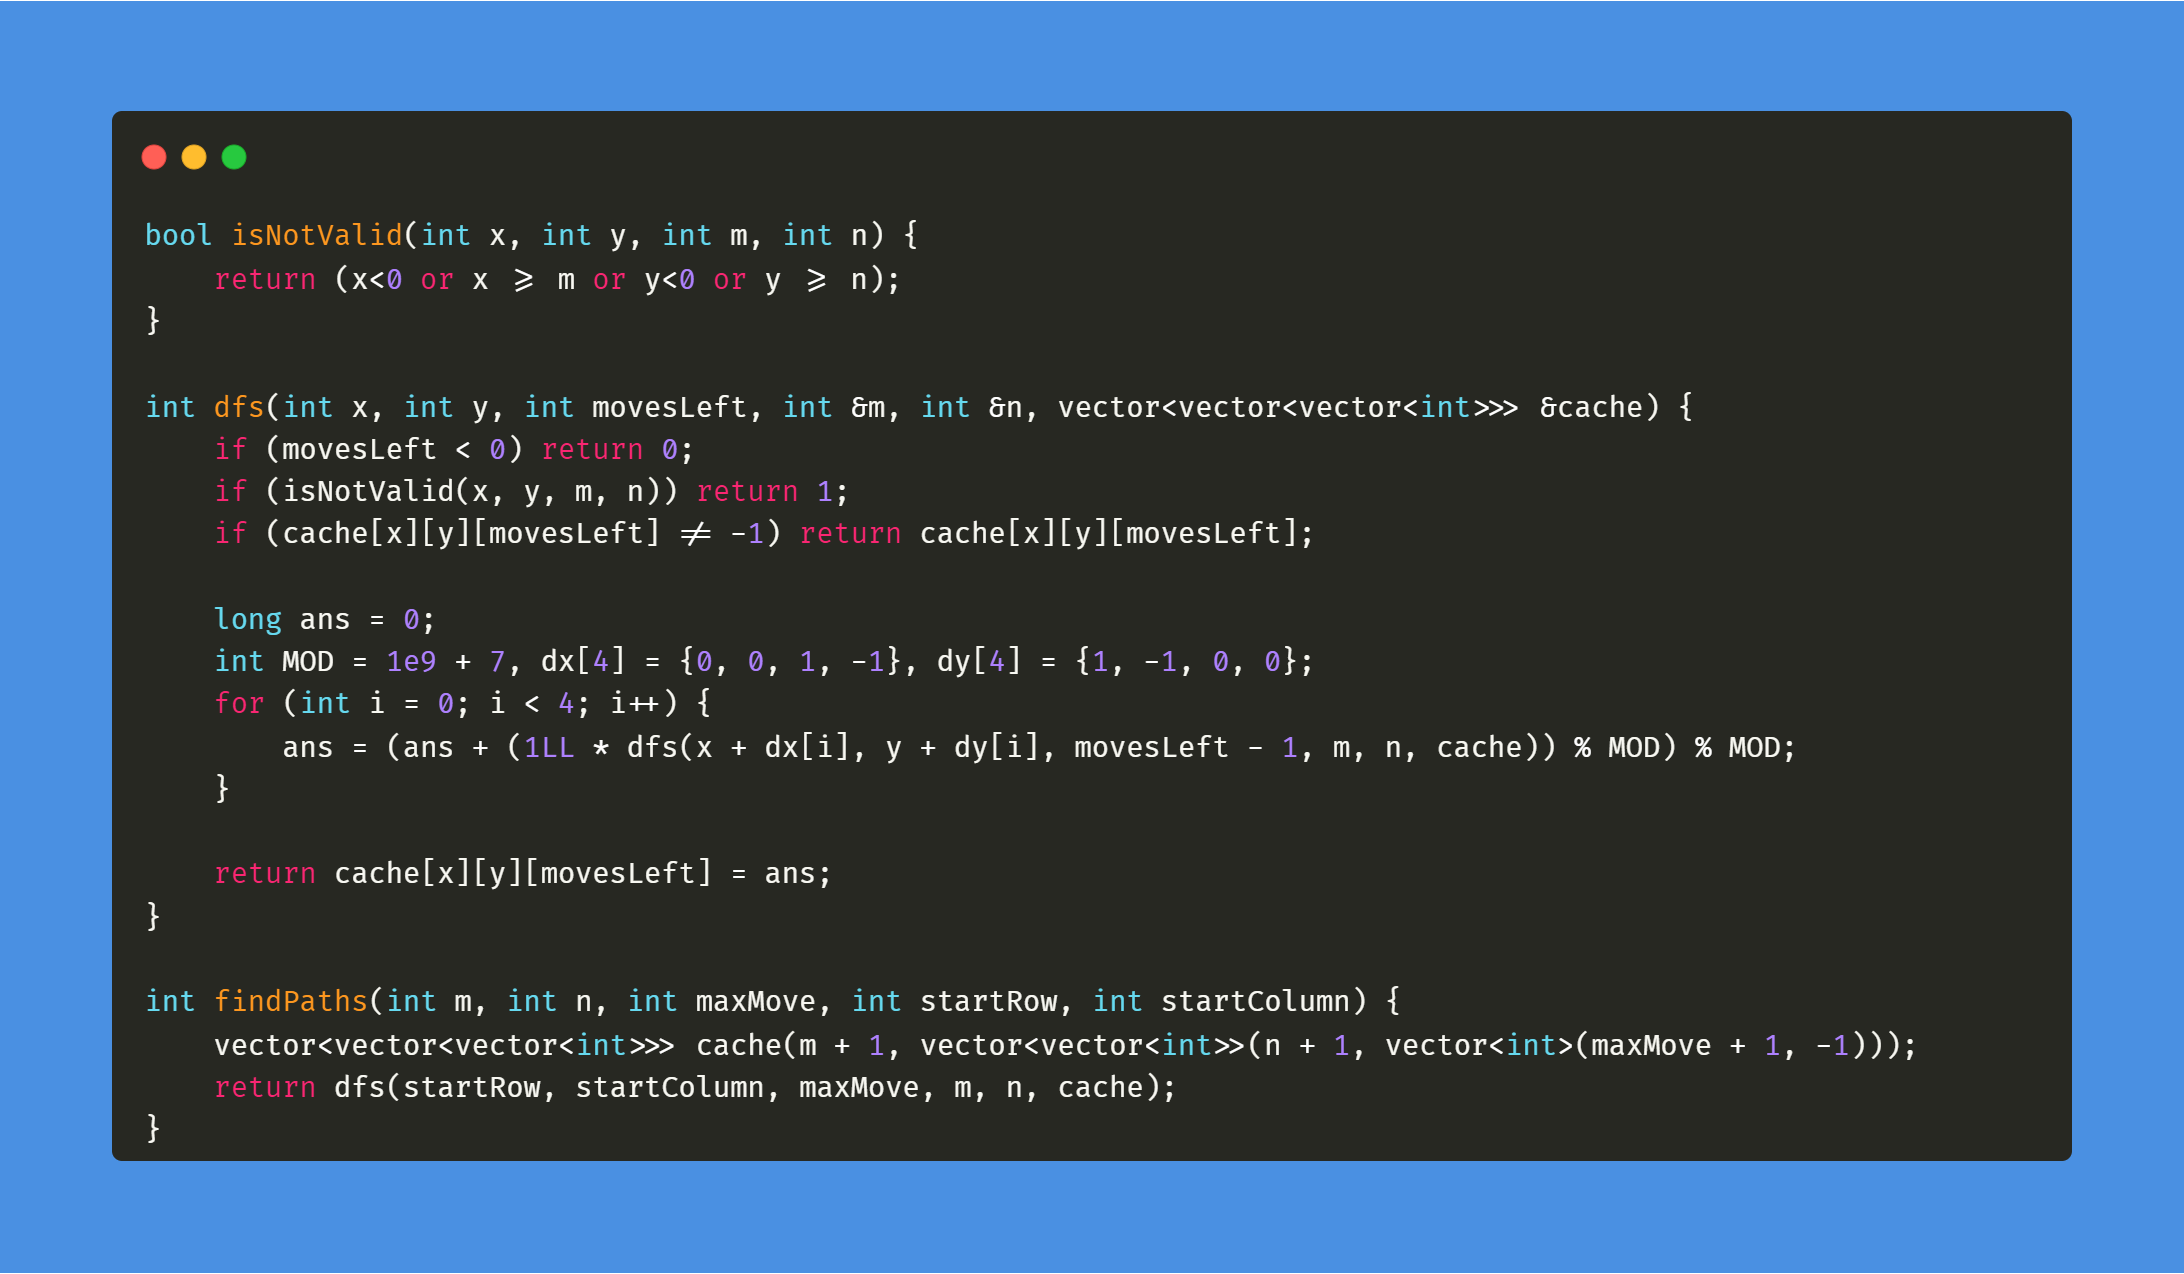 bool isNotValid(int x, int y, int m, int n) {
    return (x<0 or x >= m or y<0 or y >= n);
}

int dfs(int x, int y, int movesLeft, int &m, int &n, vector<vector<vector<int>>> &cache) {
    if (movesLeft < 0) return 0;
    if (isNotValid(x, y, m, n)) return 1;
    if (cache[x][y][movesLeft] != -1) return cache[x][y][movesLeft];

    long ans = 0;
    int MOD = 1e9 + 7, dx[4] = {0, 0, 1, -1}, dy[4] = {1, -1, 0, 0};
    for (int i = 0; i < 4; i++) {
        ans = (ans + (1LL * dfs(x + dx[i], y + dy[i], movesLeft - 1, m, n, cache)) % MOD) % MOD;
    }

    return cache[x][y][movesLeft] = ans;
}

int findPaths(int m, int n, int maxMove, int startRow, int startColumn) {
    vector<vector<vector<int>>> cache(m + 1, vector<vector<int>>(n + 1, vector<int>(maxMove + 1, -1)));
    return dfs(startRow, startColumn, maxMove, m, n, cache);
}